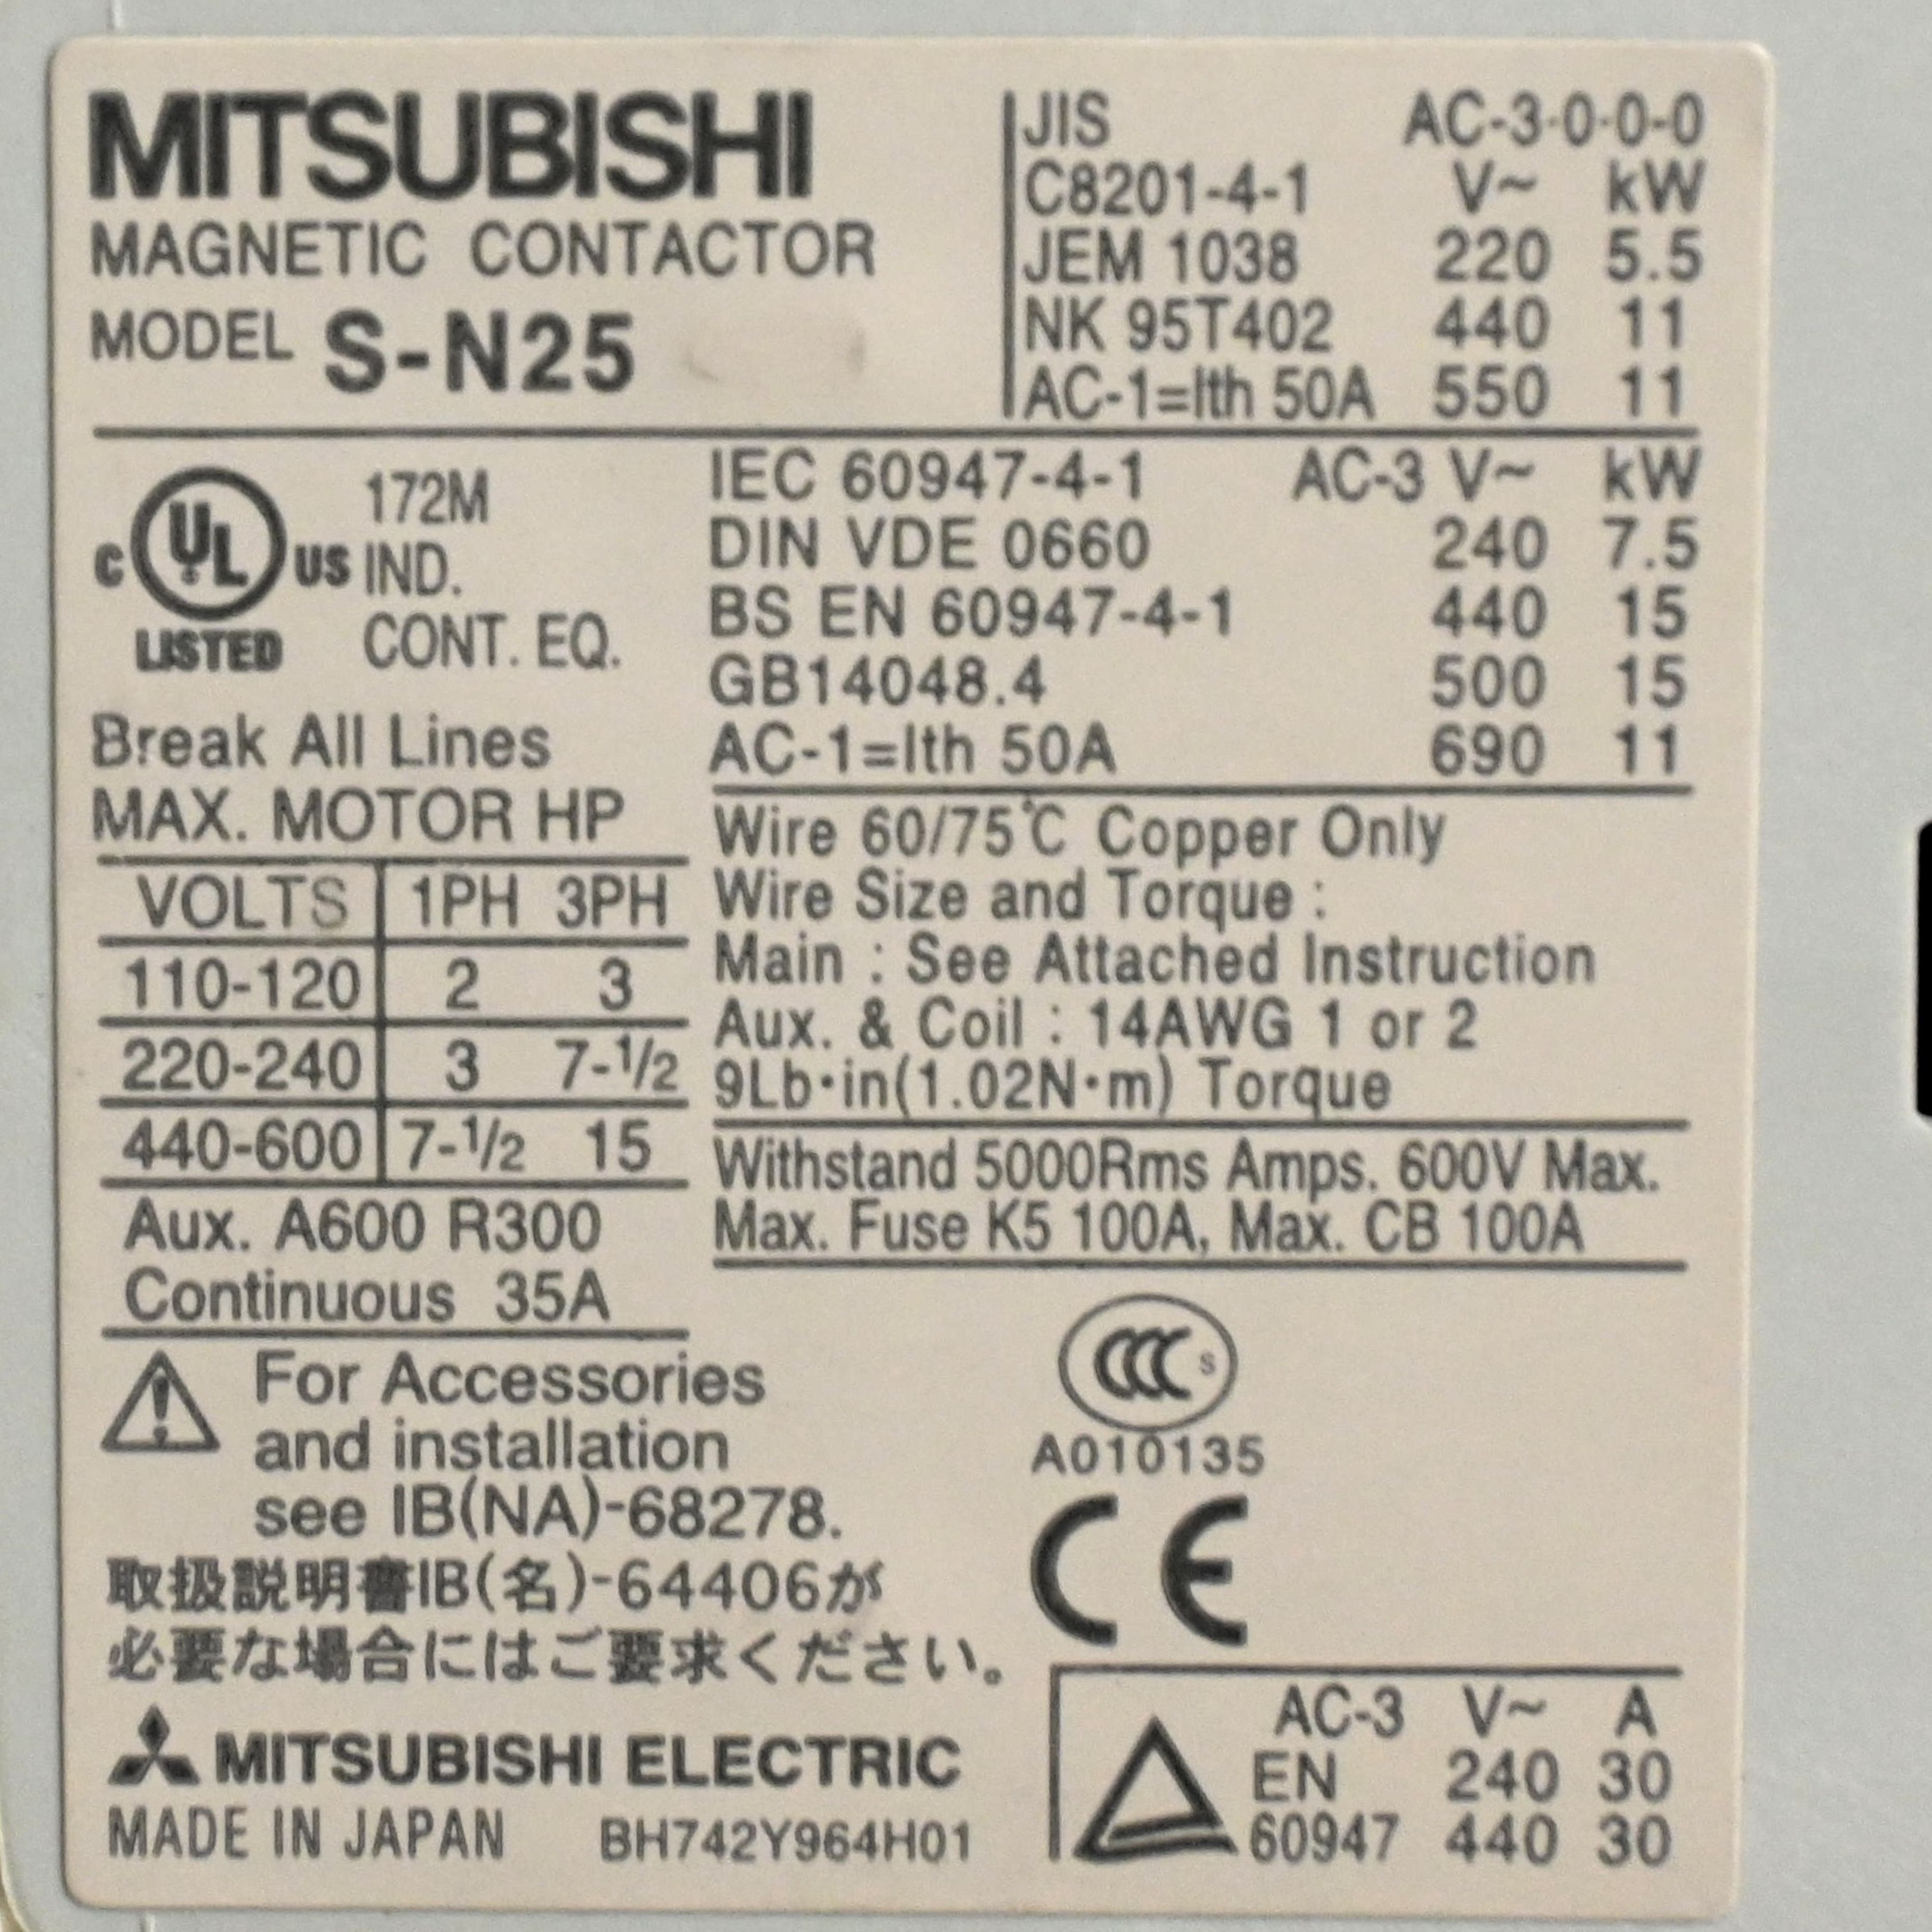 MITSUBISHI
MAGNETIC CONTACTOR
MODEL S-N25
JIS AC-3-0-0-0
C8201-4-1 V~ kW
JEM 1038 220 5.5
NK 95T402 440 11
AC-1=Ith 50A 550 11
C UL US LISTED
172M
IND.
CONT. EQ.
Break All Lines
MAX. MOTOR HP
VOLTS 1PH 3PH
110-120 2 3
220-240 3 7-1/2
440-600 7-1/2 15
Aux. A600 R300
Continuous 35A
IEC 60947-4-1 AC-3 V~ kW
DIN VDE 0660 240 7.5
BS EN 60947-4-1 440 15
GB14048.4 500 15
AC-1=Ith 50A 690 11
Wire 60/75℃ Copper Only
Wire Size and Torque :
Main : See Attached Instruction
Aux. & Coil : 14AWG 1 or 2
9Lb·in(1.02N·m) Torque
Withstand 5000Rms Amps. 600V Max.
Max. Fuse K5 100A, Max. CB 100A
For Accessories
and installation
see IB(NA)-68278.
取扱説明書IB(名)-64406が
必要な場合にはご要求ください。
MITSUBISHI ELECTRIC
MADE IN JAPAN BH742Y964H01
CCC S
A010135
CE
AC-3 V~ A
EN 240 30
60947 440 30